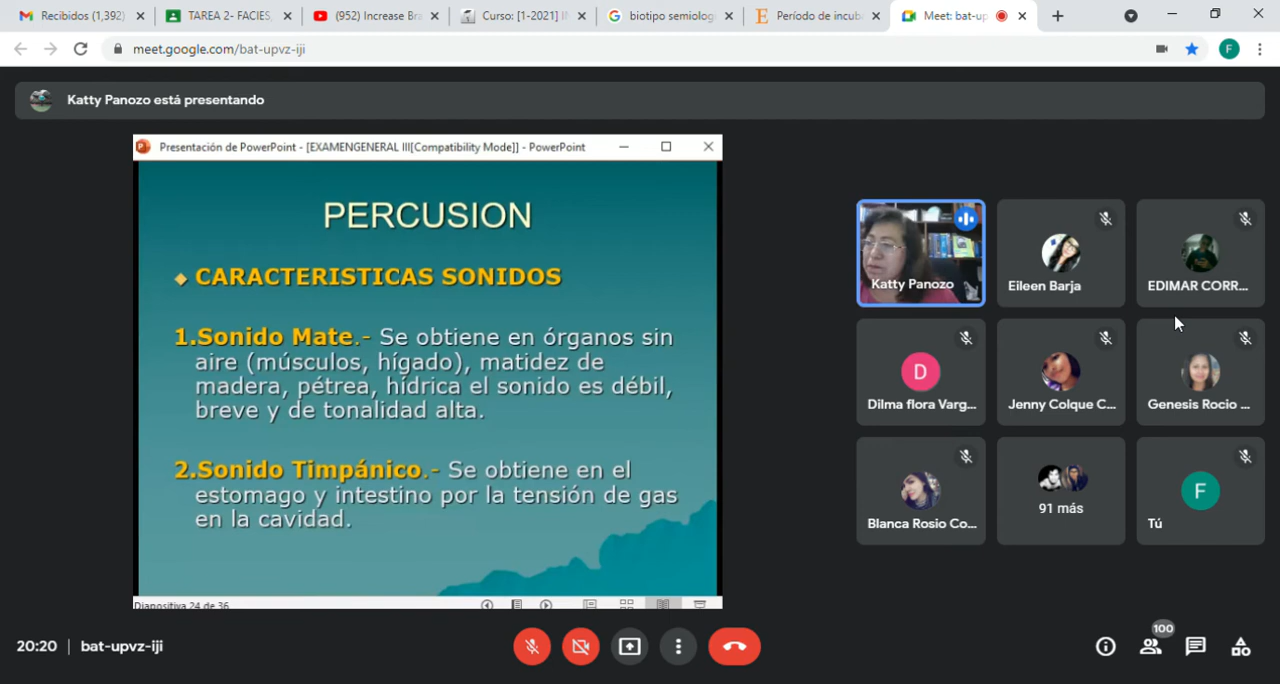 Recibidos (1,392)
TAREA 2- FACIES,
(952) Increase Bra
Curso: [1-2021] II
biotipo semiolog
Período de incub
Meet: bat-up
meet.google.com/bat-upvz-iji
F
Katty Panozo está presentando
Presentación de PowerPoint - [EXAMENGENERAL III[Compatibility Mode]] - PowerPoint
PERCUSION
CARACTERISTICAS SONIDOS
1.Sonido Mate.- Se obtiene en órganos sin
aire (músculos, hígado), matidez de
madera, pétrea, hídrica el sonido es débil,
breve y de tonalidad alta.
2.Sonido Timpánico.- Se obtiene en el
estomago y intestino por la tensión de gas
en la cavidad.
Diapositiva 24 de 36
Katty Panozo
Eileen Barja
EDIMAR CORR...
D
Dilma flora Varg...
Jenny Colque C...
Genesis Rocio ...
Blanca Rosio Co...
91 más
F
Tú
20:20 | bat-upvz-iji
100